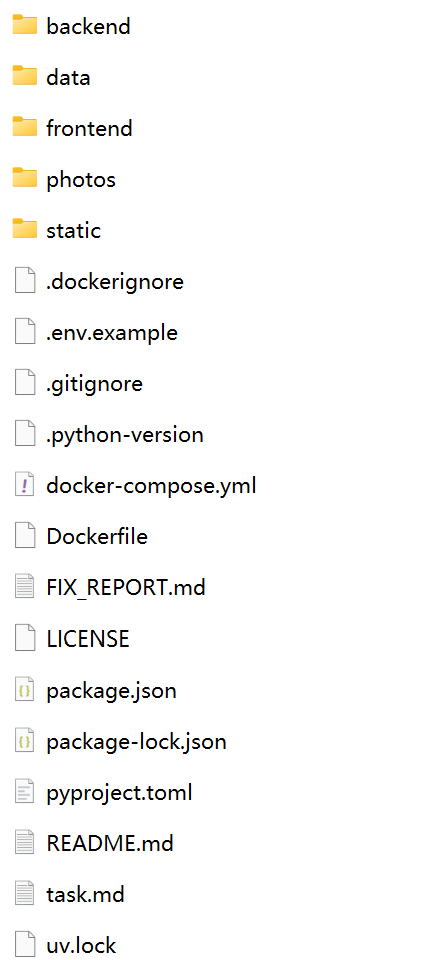 backend
data
frontend
photos
static
.dockerignore
.env.example
.gitignore
.python-version
docker-compose.yml
Dockerfile
FIX_REPORT.md
LICENSE
package.json
package-lock.json
pyproject.toml
README.md
task.md
uv.lock